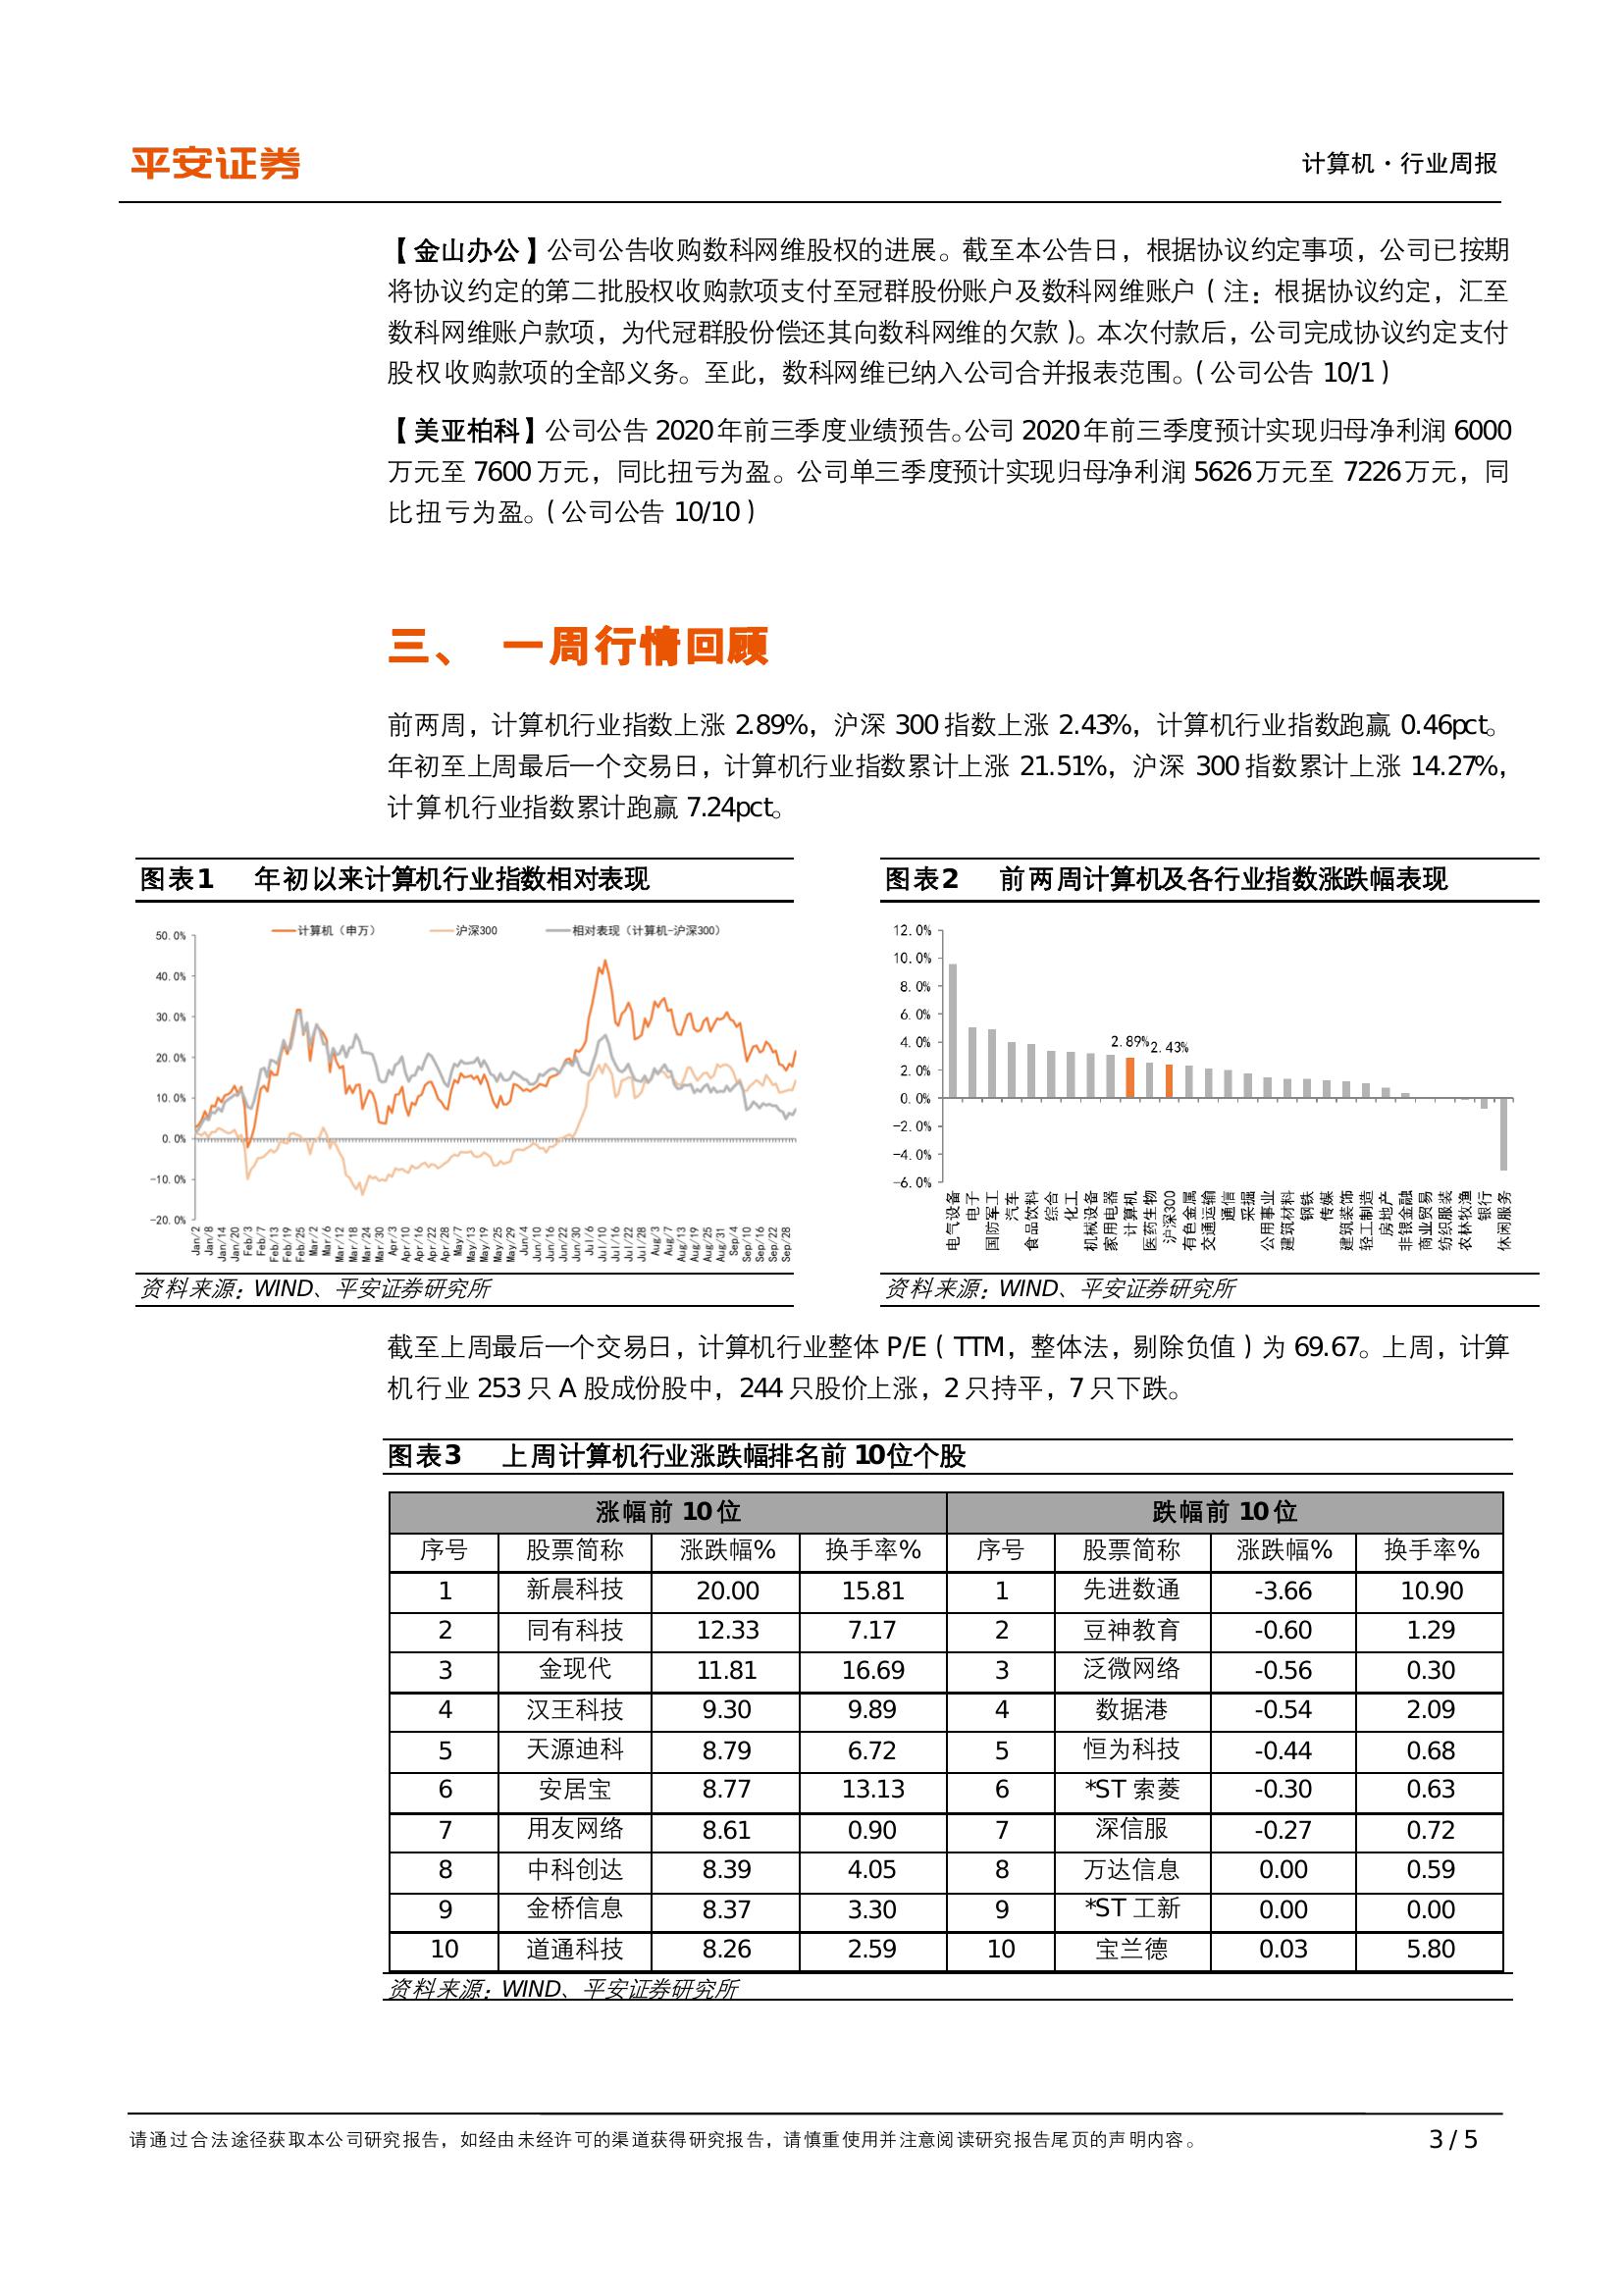 平安证券
计算机·行业周报
【金山办公】公司公告收购数科网维股权的进展。截至本公告日，根据协议约定事项，公司已按期
将协议约定的第二批股权收购款项支付至冠群股份账户及数科网维账户（注：根据协议约定，汇至
数科网维账户款项，为代冠群股份偿还其向数科网维的欠款）。本次付款后，公司完成协议约定支付
股权收购款项的全部义务。至此，数科网维已纳入公司合并报表范围。（公司公告 10/1）
【美亚柏科】公司公告 2020 年前三季度业绩预告。公司 2020 年前三季度预计实现归母净利润 6000
万元至 7600 万元，同比扭亏为盈。公司单三季度预计实现归母净利润 5626 万元至 7226 万元，同
比扭亏为盈。（公司公告 10/10）
三、 一周行情回顾
前两周，计算机行业指数上涨 2.89%，沪深 300 指数上涨 2.43%，计算机行业指数跑赢 0.46pct。
年初至上周最后一个交易日，计算机行业指数累计上涨 21.51%，沪深 300 指数累计上涨 14.27%，
计算机行业指数累计跑赢 7.24pct。
图表1 年初以来计算机行业指数相对表现
计算机（申万） 沪深300 相对表现（计算机-沪深300）
50.0%
40.0%
30.0%
20.0%
10.0%
0.0%
-10.0%
-20.0%
Jan/2 Jan/8 Jan/14 Jan/20 Feb/3 Feb/7 Feb/13 Feb/19 Feb/25 Mar/2 Mar/6 Mar/12 Mar/18 Mar/24 Mar/30 Apr/3 Apr/10 Apr/16 Apr/22 Apr/28 May/7 May/13 May/19 May/25 May/29 Jun/4 Jun/10 Jun/16 Jun/22 Jun/30 Jul/6 Jul/10 Jul/16 Jul/22 Jul/28 Aug/3 Aug/7 Aug/13 Aug/19 Aug/25 Aug/31 Sep/4 Sep/10 Sep/16 Sep/22 Sep/28
资料来源：WIND、平安证券研究所
图表2 前两周计算机及各行业指数涨跌幅表现
12.0%
10.0%
8.0%
6.0%
4.0%
2.0%
0.0%
-2.0%
-4.0%
-6.0%
2.89% 2.43%
电气设备 电子 国防军工 汽车 食品饮料 综合 化工 机械设备 家用电器 计算机 医药生物 沪深300 有色金属 交通运输 通信 采掘 公用事业 建筑材料 钢铁 传媒 建筑装饰 轻工制造 房地产 非银金融 商业贸易 纺织服装 农林牧渔 银行 休闲服务
资料来源：WIND、平安证券研究所
截至上周最后一个交易日，计算机行业整体 P/E（TTM，整体法，剔除负值）为 69.67。上周，计算
机行业 253 只 A 股成份股中，244 只股价上涨，2 只持平，7 只下跌。
图表3 上周计算机行业涨跌幅排名前 10位个股
涨幅前 10 位 跌幅前 10 位
序号 股票简称 涨跌幅% 换手率% 序号 股票简称 涨跌幅% 换手率%
1 新晨科技 20.00 15.81 1 先进数通 -3.66 10.90
2 同有科技 12.33 7.17 2 豆神教育 -0.60 1.29
3 金现代 11.81 16.69 3 泛微网络 -0.56 0.30
4 汉王科技 9.30 9.89 4 数据港 -0.54 2.09
5 天源迪科 8.79 6.72 5 恒为科技 -0.44 0.68
6 安居宝 8.77 13.13 6 *ST 索菱 -0.30 0.63
7 用友网络 8.61 0.90 7 深信服 -0.27 0.72
8 中科创达 8.39 4.05 8 万达信息 0.00 0.59
9 金桥信息 8.37 3.30 9 *ST 工新 0.00 0.00
10 道通科技 8.26 2.59 10 宝兰德 0.03 5.80
资料来源：WIND、平安证券研究所
请通过合法途径获取本公司研究报告，如经由未经许可的渠道获得研究报告，请慎重使用并注意阅读研究报告尾页的声明内容。
3 / 5